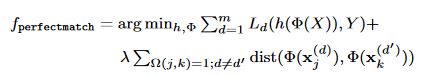 f_perfectmatch = arg min_{h,Φ} ∑_{d=1}^{m} L_d(h(Φ(X)), Y)+
λ ∑_{Ω(j,k)=1;d≠d′} dist(Φ(x_j^{(d)}), Φ(x_k^{(d′)}))